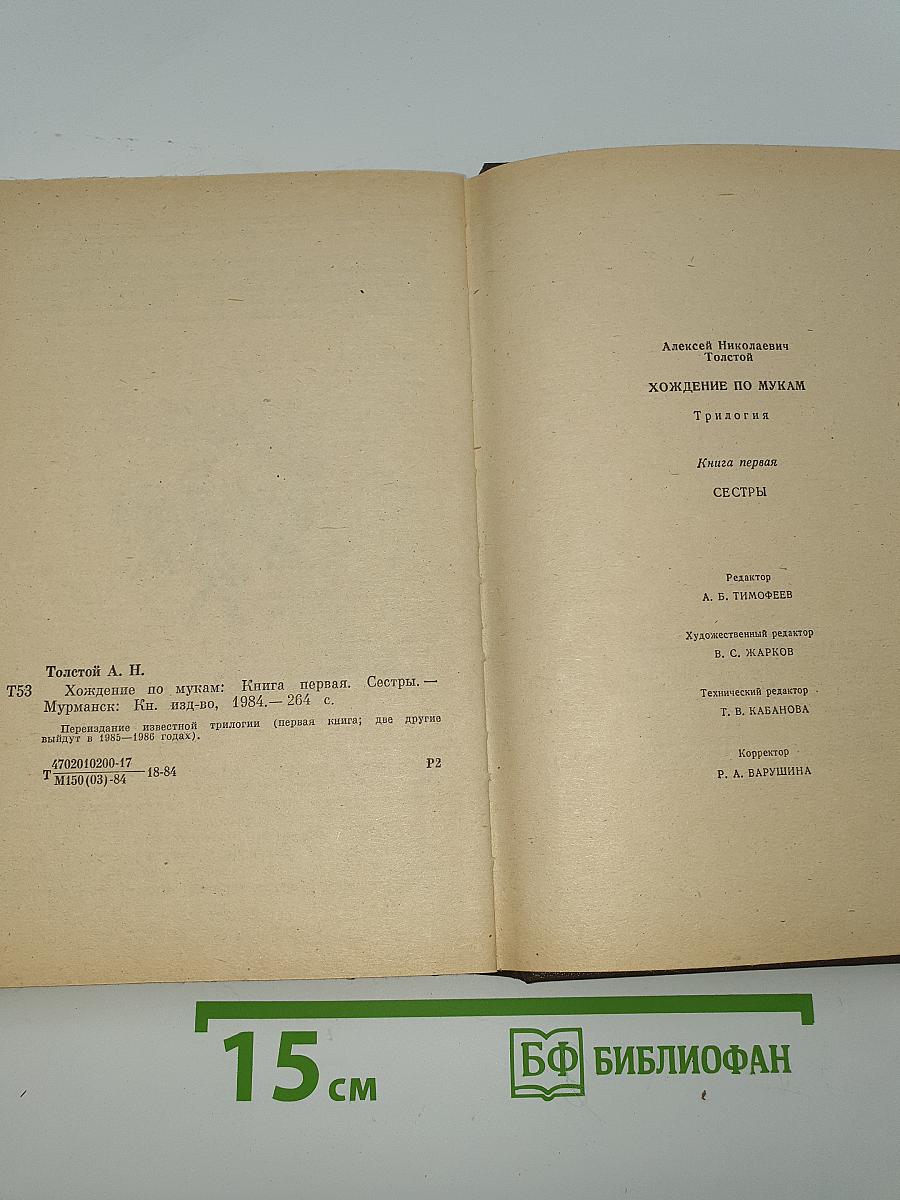 Толстой А. Н.
Т53 Хождение по мукам: Книга первая. Сестры. —
Мурманск: Кн. изд-во, 1984.— 264 с.
Переиздание известной трилогии (первая книга; две другие
выйдут в 1985—1986 годах).
4702010200-17
Т 18-84 Р2
М150(03)-84
Алексей Николаевич
Толстой
ХОЖДЕНИЕ ПО МУКАМ
Трилогия
Книга первая
СЕСТРЫ
Редактор
А. Б. ТИМОФЕЕВ
Художественный редактор
В. С. ЖАРКОВ
Технический редактор
Т. В. КАБАНОВА
Корректор
Р. А. ВАРУШИНА
15 см
БФ БИБЛИОФАН